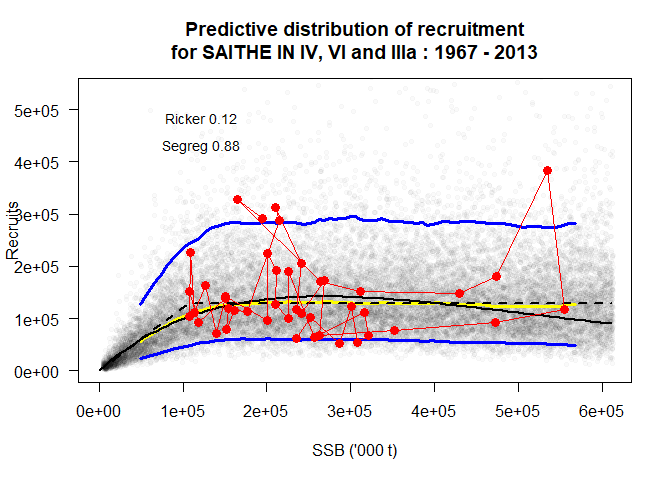 Predictive distribution of recruitment
for SAITHE IN IV, VI and IIIa : 1967 - 2013
Ricker 0.12
Segreg 0.88
Recruits
5e+05
4e+05
3e+05
2e+05
1e+05
0e+00
0e+00 1e+05 2e+05 3e+05 4e+05 5e+05 6e+05
SSB ('000 t)